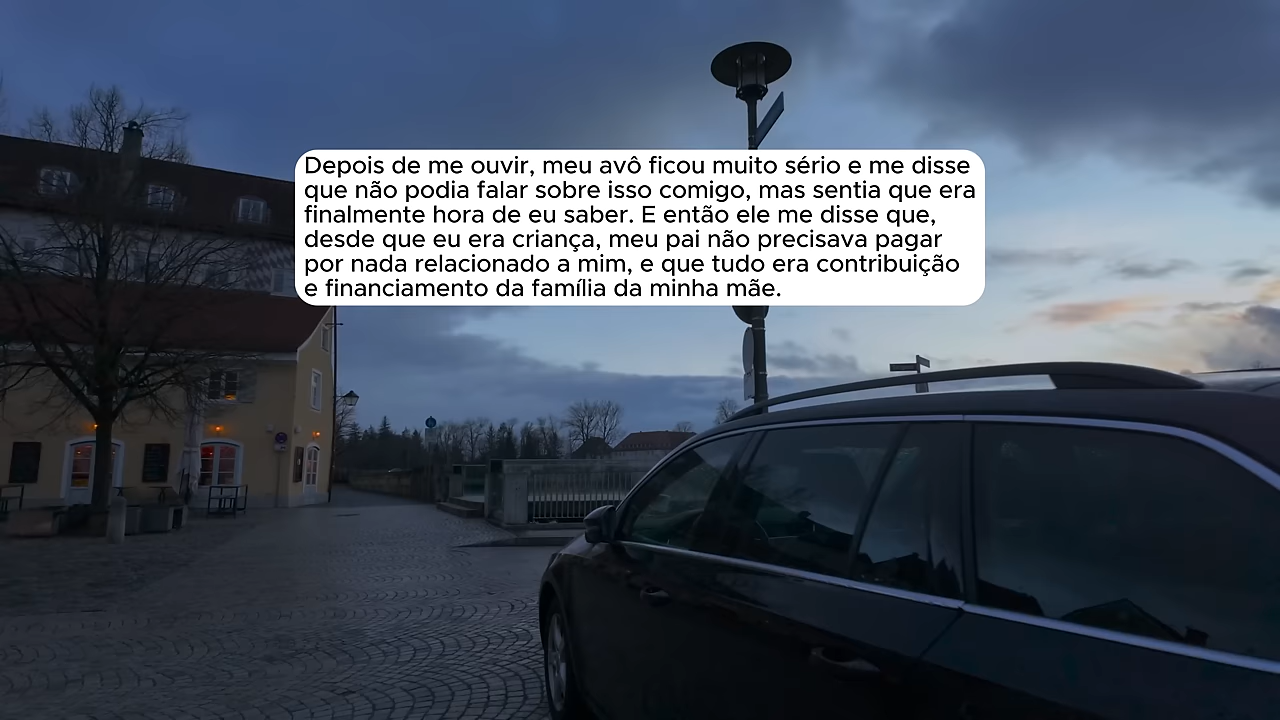 Depois de me ouvir, meu avô ficou muito sério e me disse
que não podia falar sobre isso comigo, mas sentia que era
finalmente hora de eu saber. E então ele me disse que,
desde que eu era criança, meu pai não precisava pagar
por nada relacionado a mim, e que tudo era contribuição
e financiamento da família da minha mãe.